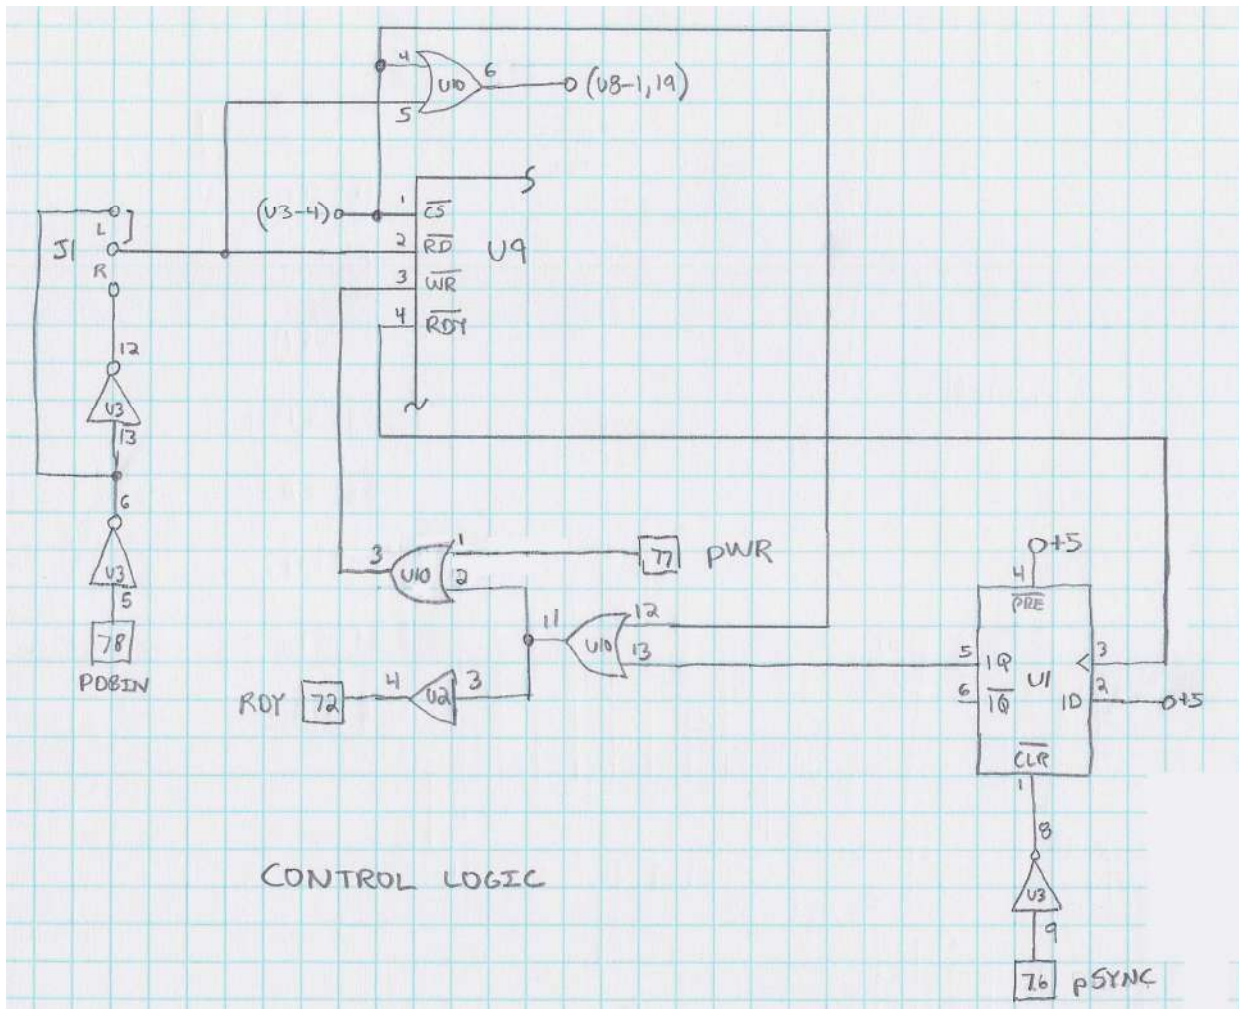 4
U10
6
(U8-1,19)
5
1
(U3-4)
CS
L
J1
2
RD
U9
R
3
WR
4
RDY
12
U3
13
6
U3
5
78
PDBIN
3
U10
1
77
pWR
2
+5
4
PRE
11
12
U10
13
5
1Q
3
U1
6
1Q
2
1D
+5
RDY
72
4
U2
3
CLR
1
8
U3
9
76
pSYNC
CONTROL LOGIC